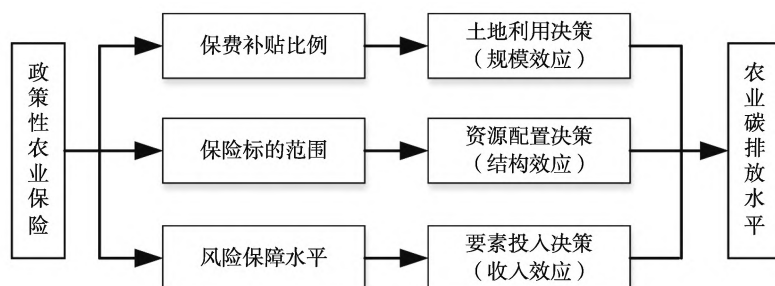 政策性农业保险
保费补贴比例
土地利用决策
（规模效应）
保险标的范围
资源配置决策
（结构效应）
风险保障水平
要素投入决策
（收入效应）
农业碳排放水平